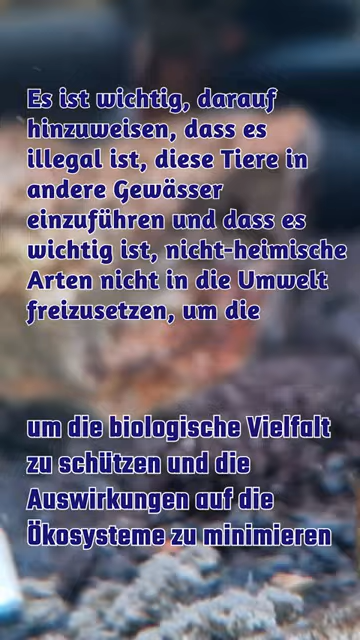 Es ist wichtig, darauf
hinzuweisen, dass es
illegal ist, diese Tiere in
andere Gewässer
einzuführen und dass es
wichtig ist, nicht-heimische
Arten nicht in die Umwelt
freizusetzen, um die
um die biologische Vielfalt
zu schützen und die
Auswirkungen auf die
Ökosysteme zu minimieren